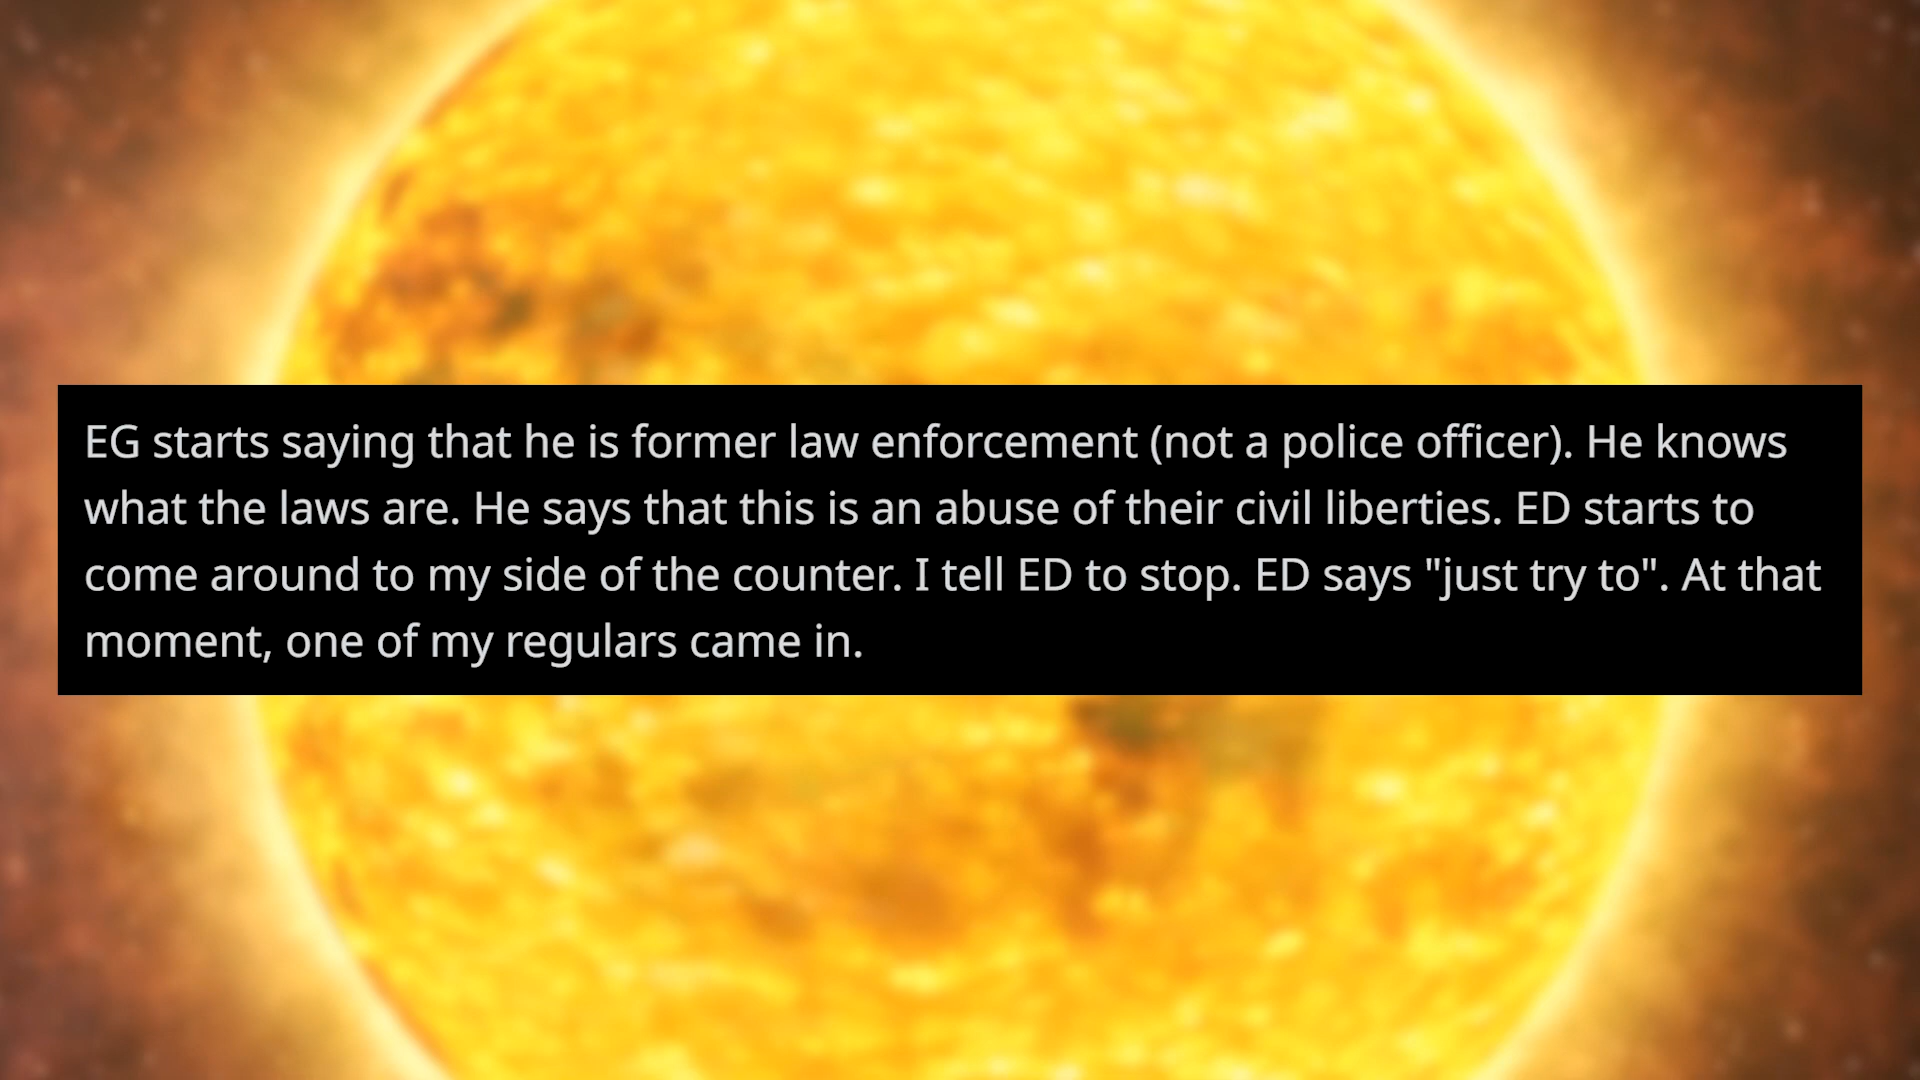 EG starts saying that he is former law enforcement (not a police officer). He knows
what the laws are. He says that this is an abuse of their civil liberties. ED starts to
come around to my side of the counter. I tell ED to stop. ED says "just try to". At that
moment, one of my regulars came in.